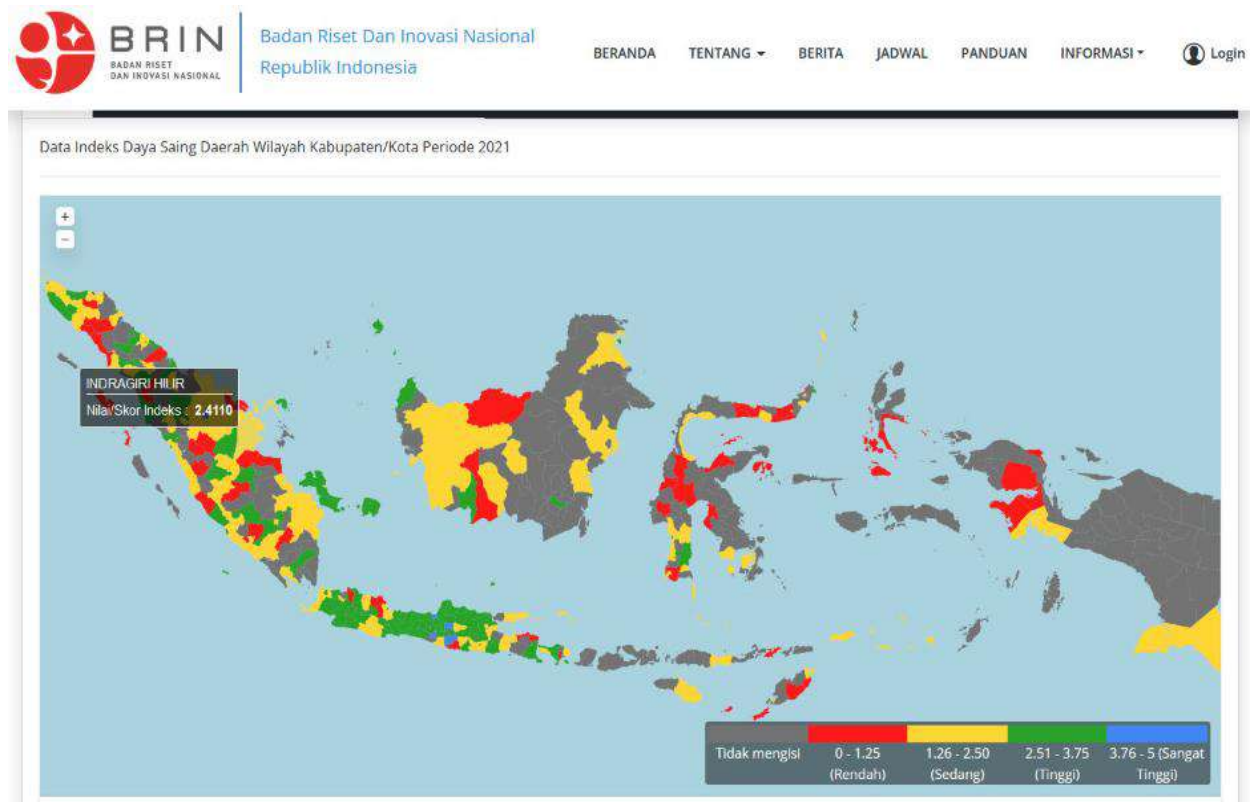 BRIN
BADAN RISET
DAN INOVASI NASIONAL
Badan Riset Dan Inovasi Nasional
Republik Indonesia
BERANDA TENTANG BERITA JADWAL PANDUAN INFORMASI Login
Data Indeks Daya Saing Daerah Wilayah Kabupaten/Kota Periode 2021
+
-
INDRAGIRI HILIR
Nilai/Skor Indeks : 2.4110
Tidak mengisi
0 - 1.25
(Rendah)
1.26 - 2.50
(Sedang)
2.51 - 3.75
(Tinggi)
3.76 - 5 (Sangat
Tinggi)